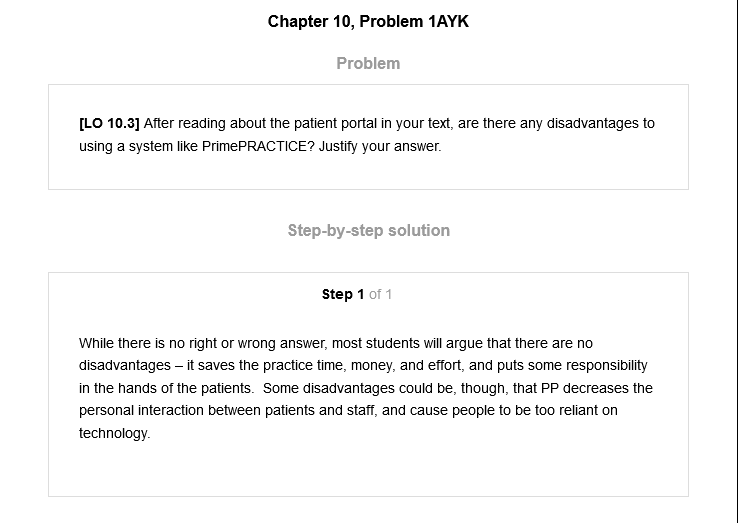 Chapter 10, Problem 1AYK
Problem
[LO 10.3] After reading about the patient portal in your text, are there any disadvantages to
using a system like PrimePRACTICE? Justify your answer.
Step-by-step solution
Step 1 of 1
While there is no right or wrong answer, most students will argue that there are no
disadvantages – it saves the practice time, money, and effort, and puts some responsibility
in the hands of the patients.  Some disadvantages could be, though, that PP decreases the
personal interaction between patients and staff, and cause people to be too reliant on
technology.